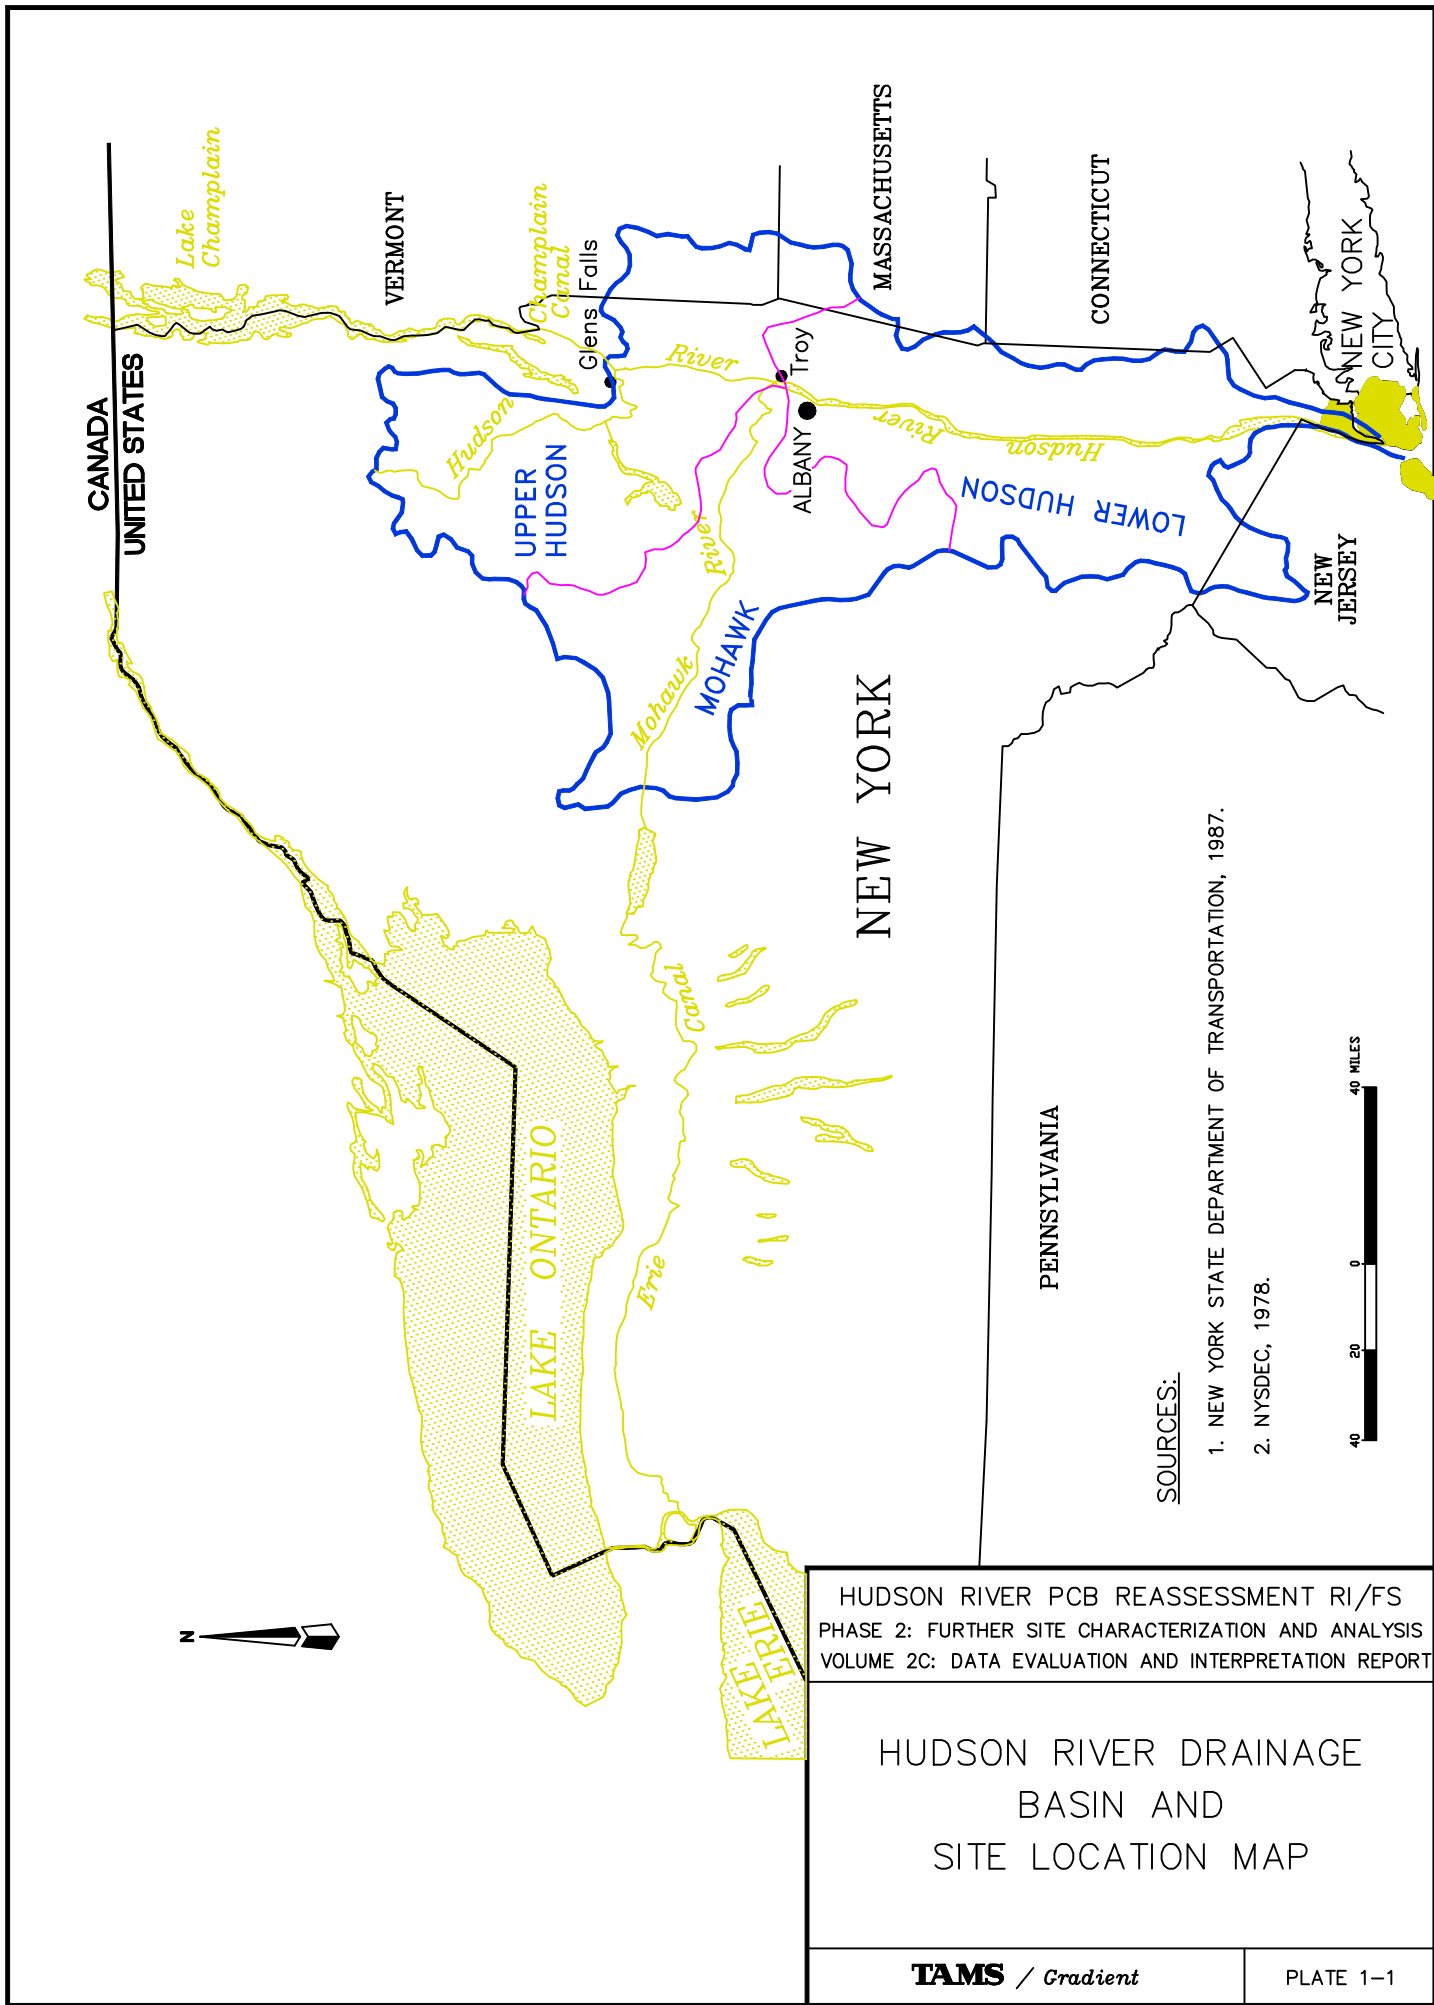 CANADA
UNITED STATES
Lake
Champlain
VERMONT
Champlain
Canal
Glens Falls
Hudson
River
UPPER
HUDSON
Troy
ALBANY
MASSACHUSETTS
CONNECTICUT
NEW YORK
CITY
Hudson
River
LOWER HUDSON
Mohawk
River
MOHAWK
NEW
JERSEY
NEW YORK
Erie
Canal
LAKE ONTARIO
LAKE
ERIE
PENNSYLVANIA
N
SOURCES:
1. NEW YORK STATE DEPARTMENT OF TRANSPORTATION, 1987.
2. NYSDEC, 1978.
40 20 0 40 MILES
HUDSON RIVER PCB REASSESSMENT RI/FS
PHASE 2: FURTHER SITE CHARACTERIZATION AND ANALYSIS
VOLUME 2C: DATA EVALUATION AND INTERPRETATION REPORT
HUDSON RIVER DRAINAGE
BASIN AND
SITE LOCATION MAP
TAMS / Gradient
PLATE 1-1